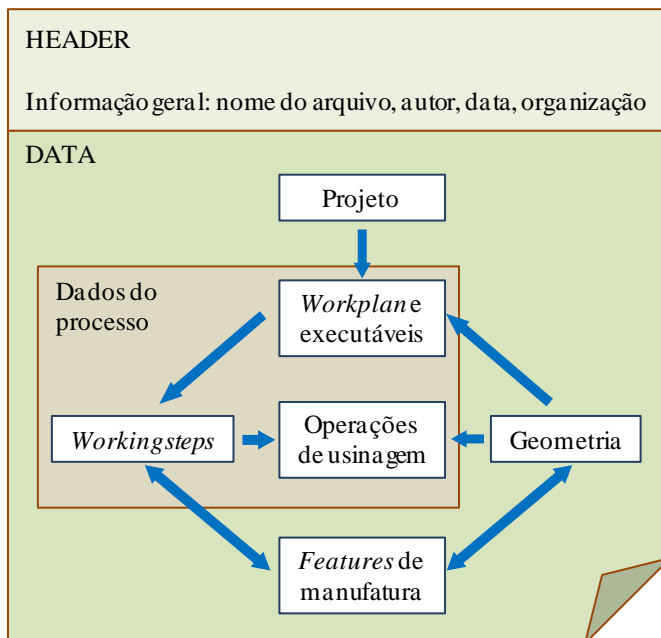 HEADER
Informação geral: nome do arquivo, autor, data, organização
DATA
Projeto
Dados do
processo
Workplan e
executáveis
Workingsteps
Operações
de usinagem
Geometria
Features de
manufatura